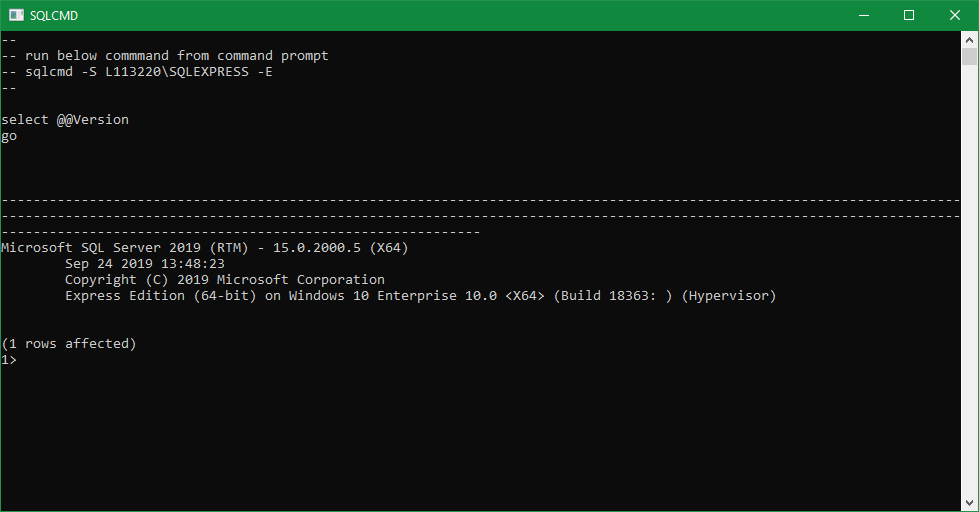 SQLCMD
--
-- run below commmand from command prompt
-- sqlcmd -S L113220\SQLEXPRESS -E
--
select @@Version
go
------------------------------------------------------------------------------------------------------------------------
------------------------------------------------------------------------------------------------------------------------
------------------------------------------------------------
Microsoft SQL Server 2019 (RTM) - 15.0.2000.5 (X64)
Sep 24 2019 13:48:23
Copyright (C) 2019 Microsoft Corporation
Express Edition (64-bit) on Windows 10 Enterprise 10.0 <X64> (Build 18363: ) (Hypervisor)
(1 rows affected)
1>